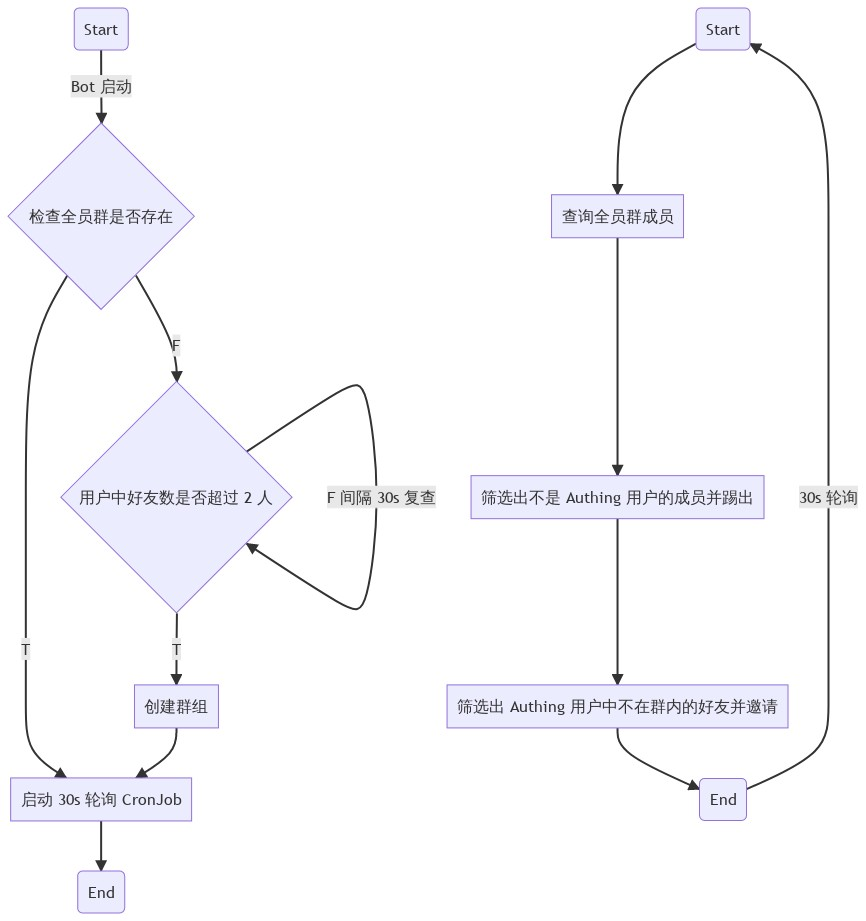 Start
Bot 启动
检查全员群是否存在
F
用户中好友数是否超过 2 人
F 间隔 30s 复查
T
T
创建群组
启动 30s 轮询 CronJob
End
Start
查询全员群成员
筛选出不是 Authing 用户的成员并踢出
30s 轮询
筛选出 Authing 用户中不在群内的好友并邀请
End